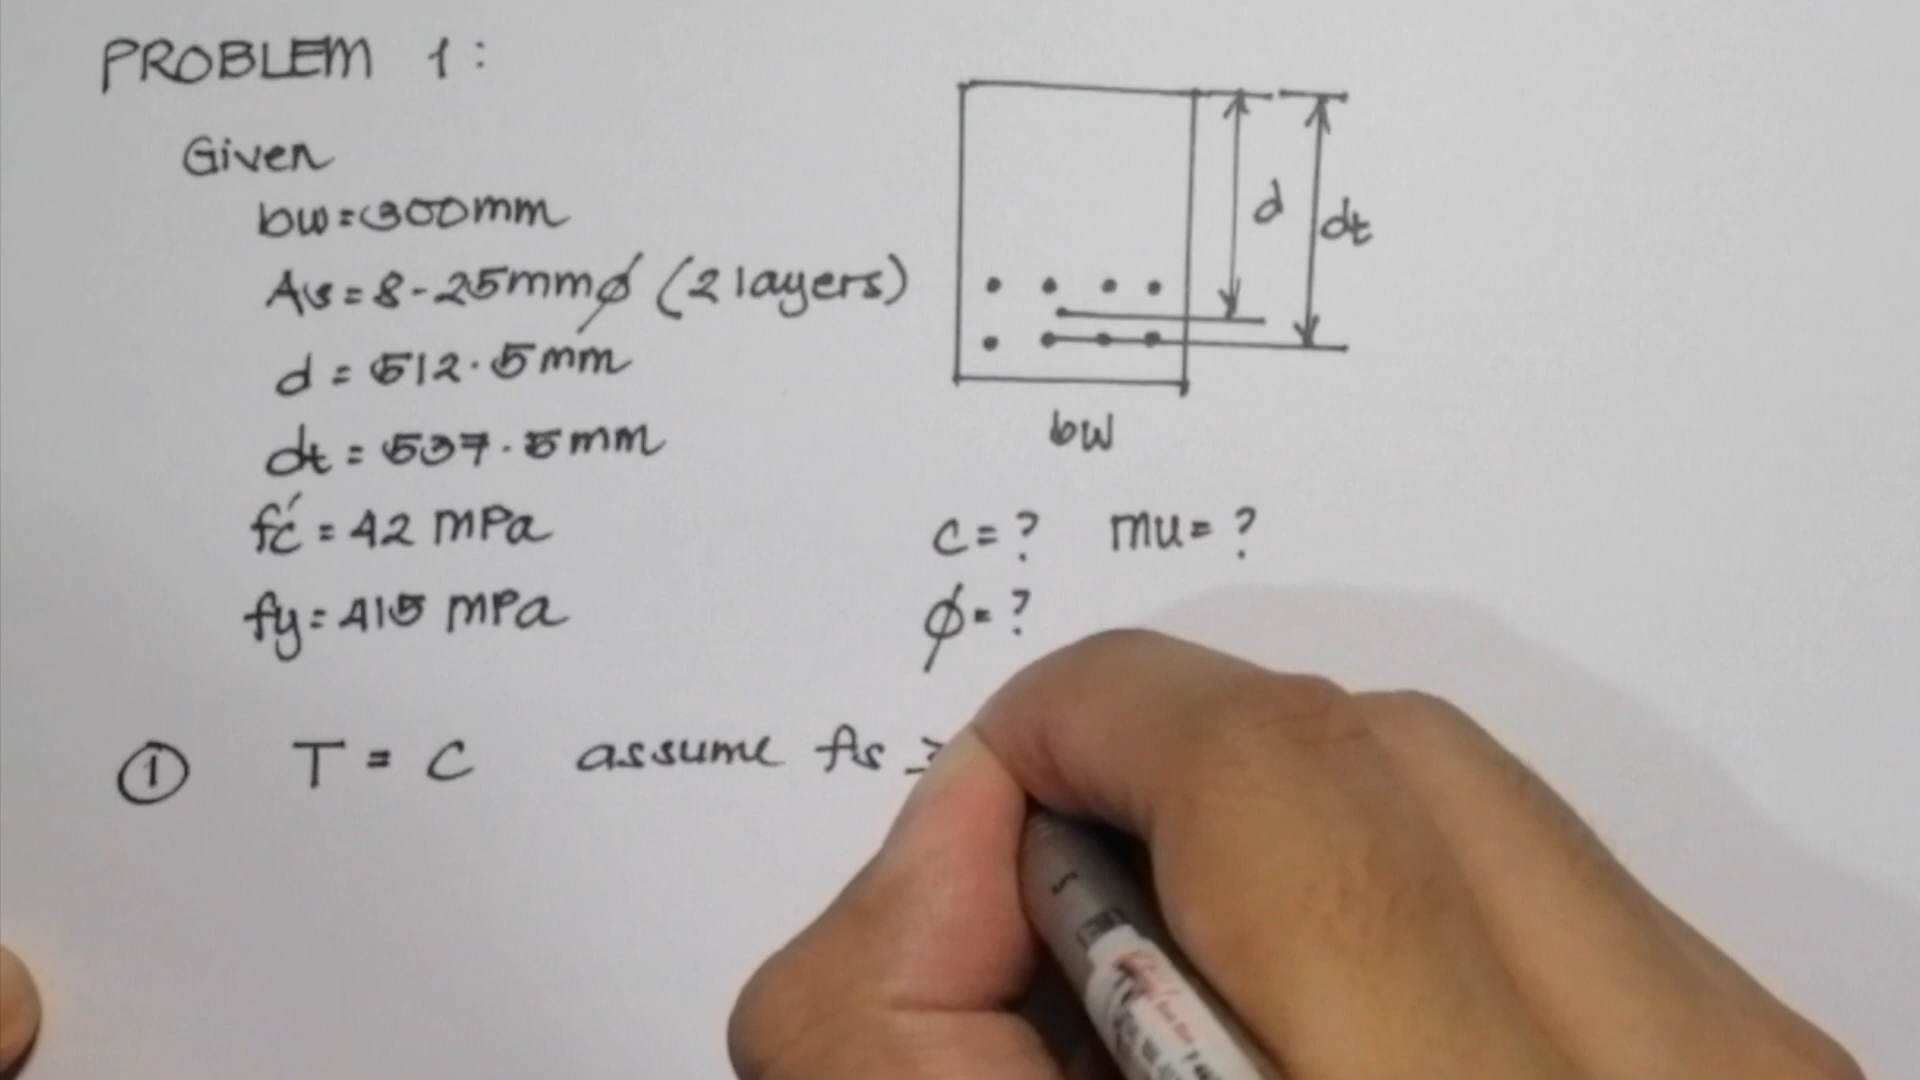 PROBLEM 1:
Given
bw=300mm
As=8-25mmφ (2 layers)
d=512.5mm
dt=537.5mm
fc'=42 MPa
fy=415 MPa
d
dt
bw
c=? mu=?
φ=?
① T=C assume fs ≥